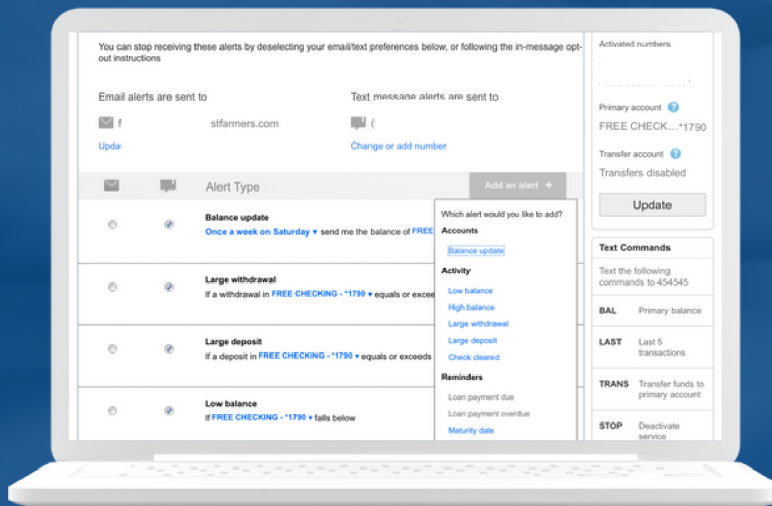 You can stop receiving these alerts by deselecting your email/text preferences below, or following the in-message opt-
out instructions
Email alerts are sent to
stfarmers.com
Text message alerts are sent to
Change or add number
Alert Type
Add an alert +
Balance update
Once a week on Saturday ▾ send me the balance of FREE
Large withdrawal
If a withdrawal in FREE CHECKING - *1790 ▾ equals or excee
Large deposit
If a deposit in FREE CHECKING - *1790 ▾ equals or exceeds
Low balance
If FREE CHECKING - *1790 ▾ falls below
Which alert would you like to add?
Accounts
Balance update
Activity
Low balance
High balance
Large withdrawal
Large deposit
Check cleared
Reminders
Loan payment due
Loan payment overdue
Maturity date
Activated numbers
Primary account ?
FREE CHECK...*1790
Transfer account ?
Transfers disabled
Update
Text Commands
Text the following
commands to 454545
BAL Primary balance
LAST Last 5
transactions
TRANS Transfer funds to
primary account
STOP Deactivate
service